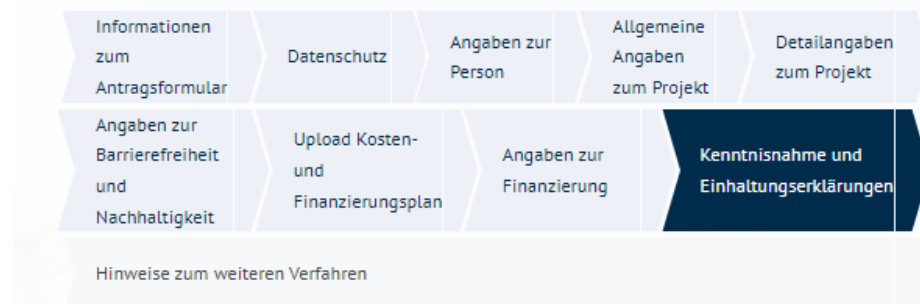 Informationen
zum
Antragsformular
Datenschutz
Angaben zur
Person
Allgemeine
Angaben
zum Projekt
Detailangaben
zum Projekt
Angaben zur
Barrierefreiheit
und
Nachhaltigkeit
Upload Kosten-
und
Finanzierungsplan
Angaben zur
Finanzierung
Kenntnisnahme und
Einhaltungserklärungen
Hinweise zum weiteren Verfahren